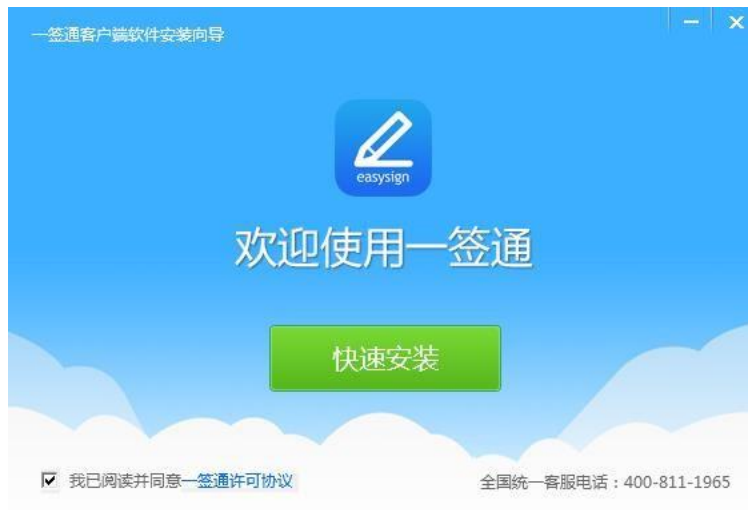 一签通客户端软件安装向导
easysign
欢迎使用一签通
快速安装
我已阅读并同意一签通许可协议
全国统一客服电话：400-811-1965